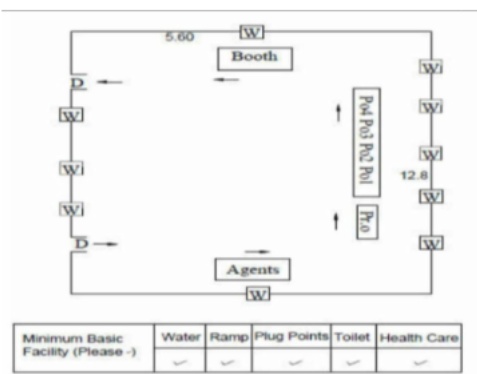 5.60 W
Booth
D
W
W
W
W
W
Po4 Po3 Po2 Po1
W
12.8
W
W
Pr.o
W
D
Agents
W
Minimum Basic Facility (Please -) Water Ramp Plug Points Toilet Health Care